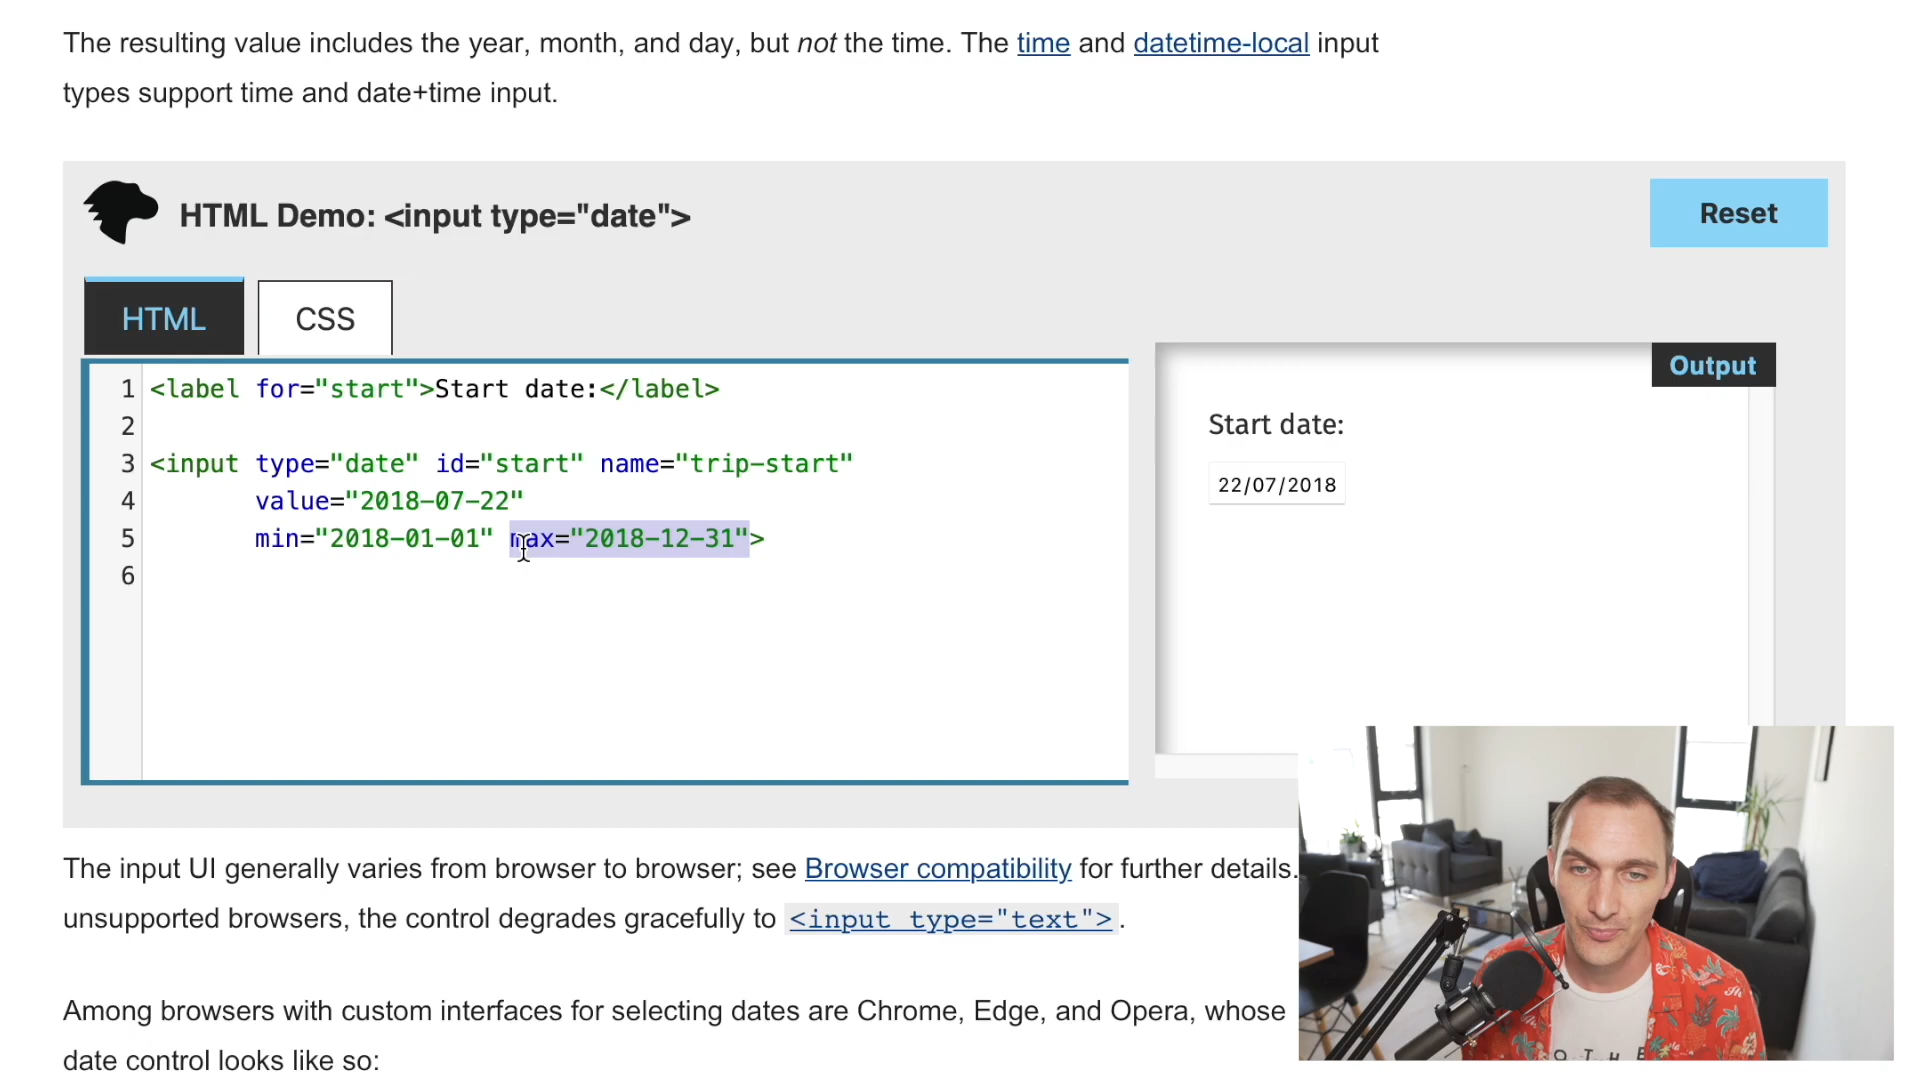 The resulting value includes the year, month, and day, but not the time. The time and datetime-local input
types support time and date+time input.
HTML Demo: <input type="date">
Reset
HTML
CSS
1 <label for="start">Start date:</label>
2
3 <input type="date" id="start" name="trip-start"
4 value="2018-07-22"
5 min="2018-01-01" max="2018-12-31">
6
Output
Start date:
22/07/2018
The input UI generally varies from browser to browser; see Browser compatibility for further details.
unsupported browsers, the control degrades gracefully to <input type="text">.
Among browsers with custom interfaces for selecting dates are Chrome, Edge, and Opera, whose
date control looks like so: